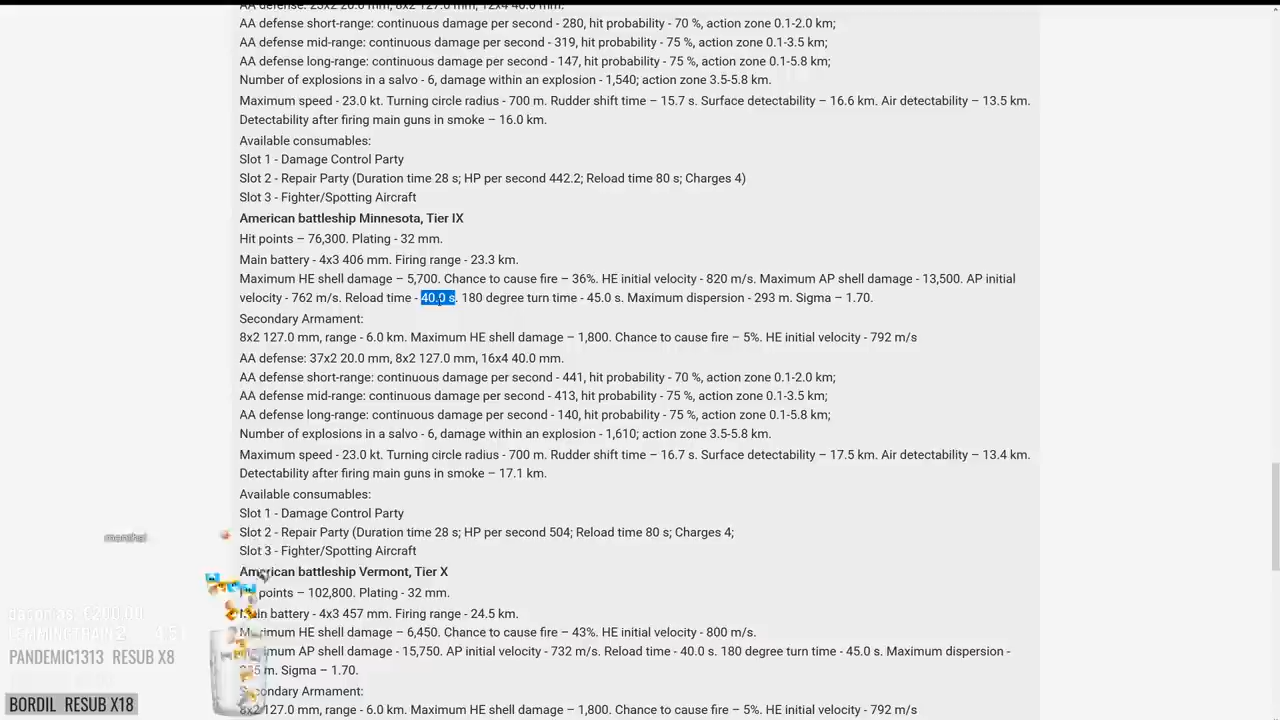 AA defense: 25x2 20.0 mm, 8x2 127.0 mm, 12x4 40.0 mm.
AA defense short-range: continuous damage per second - 280, hit probability - 70 %, action zone 0.1-2.0 km;
AA defense mid-range: continuous damage per second - 319, hit probability - 75 %, action zone 0.1-3.5 km;
AA defense long-range: continuous damage per second - 147, hit probability - 75 %, action zone 0.1-5.8 km;
Number of explosions in a salvo - 6, damage within an explosion - 1,540; action zone 3.5-5.8 km.
Maximum speed - 23.0 kt. Turning circle radius - 700 m. Rudder shift time – 15.7 s. Surface detectability – 16.6 km. Air detectability – 13.5 km.
Detectability after firing main guns in smoke – 16.0 km.
Available consumables:
Slot 1 - Damage Control Party
Slot 2 - Repair Party (Duration time 28 s; HP per second 442.2; Reload time 80 s; Charges 4)
Slot 3 - Fighter/Spotting Aircraft
American battleship Minnesota, Tier IX
Hit points – 76,300. Plating - 32 mm.
Main battery - 4x3 406 mm. Firing range - 23.3 km.
Maximum HE shell damage – 5,700. Chance to cause fire – 36%. HE initial velocity - 820 m/s. Maximum AP shell damage - 13,500. AP initial
velocity - 762 m/s. Reload time - 40.0 s. 180 degree turn time - 45.0 s. Maximum dispersion - 293 m. Sigma – 1.70.
Secondary Armament:
8x2 127.0 mm, range - 6.0 km. Maximum HE shell damage – 1,800. Chance to cause fire – 5%. HE initial velocity - 792 m/s
AA defense: 37x2 20.0 mm, 8x2 127.0 mm, 16x4 40.0 mm.
AA defense short-range: continuous damage per second - 441, hit probability - 70 %, action zone 0.1-2.0 km;
AA defense mid-range: continuous damage per second - 413, hit probability - 75 %, action zone 0.1-3.5 km;
AA defense long-range: continuous damage per second - 140, hit probability - 75 %, action zone 0.1-5.8 km;
Number of explosions in a salvo - 6, damage within an explosion - 1,610; action zone 3.5-5.8 km.
Maximum speed - 23.0 kt. Turning circle radius - 700 m. Rudder shift time – 16.7 s. Surface detectability – 17.5 km. Air detectability – 13.4 km.
Detectability after firing main guns in smoke – 17.1 km.
Available consumables:
Slot 1 - Damage Control Party
Slot 2 - Repair Party (Duration time 28 s; HP per second 504; Reload time 80 s; Charges 4;
Slot 3 - Fighter/Spotting Aircraft
American battleship Vermont, Tier X
points – 102,800. Plating - 32 mm.
Main battery - 4x3 457 mm. Firing range - 24.5 km.
Maximum HE shell damage – 6,450. Chance to cause fire – 43%. HE initial velocity - 800 m/s.
AP shell damage - 15,750. AP initial velocity - 732 m/s. Reload time - 40.0 s. 180 degree turn time - 45.0 s. Maximum dispersion -
m. Sigma – 1.70.
Secondary Armament:
8x2 127.0 mm, range - 6.0 km. Maximum HE shell damage – 1,800. Chance to cause fire – 5%. HE initial velocity - 792 m/s
PANDEMIC1313 RESUB X8
BORDIL RESUB X18